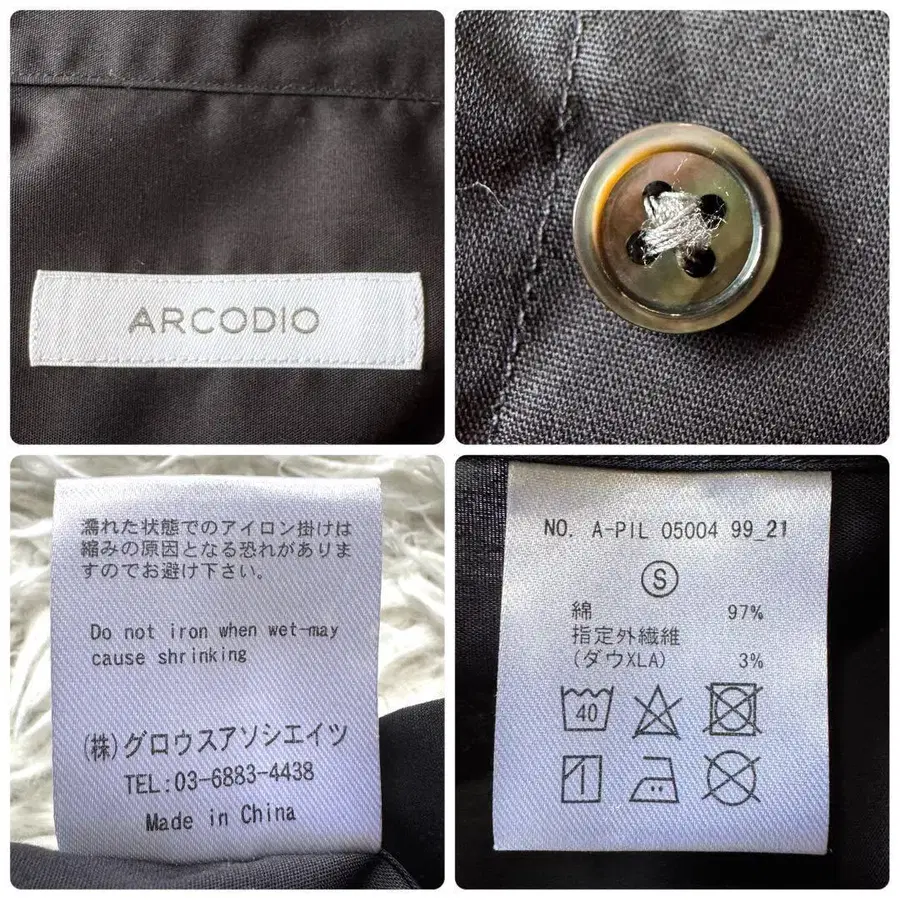 ARCODIO
濡れた状態でのアイロン掛けは
縮みの原因となる恐れがありま
すのでお避け下さい。
Do not iron when wet-may
cause shrinking
(株)グロウスアソシエイツ
TEL:03-6883-4438
Made in China
NO. A-PIL 05004 99_21
S
綿 97%
指定外繊維
(ダウXLA) 3%
40